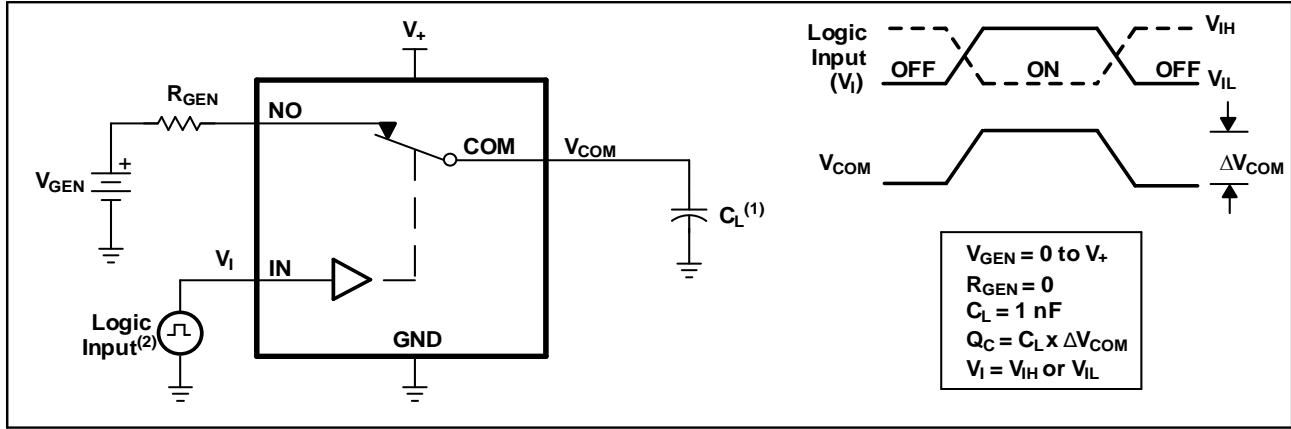 V+
RGEN
NO
COM
VCOM
VGEN
+
CL(1)
VI
IN
Logic
Input(2)
GND
Logic
Input
(VI)
OFF
ON
OFF
VIH
VIL
VCOM
ΔVCOM
VGEN = 0 to V+
RGEN = 0
CL = 1 nF
QC = CL x ΔVCOM
VI = VIH or VIL